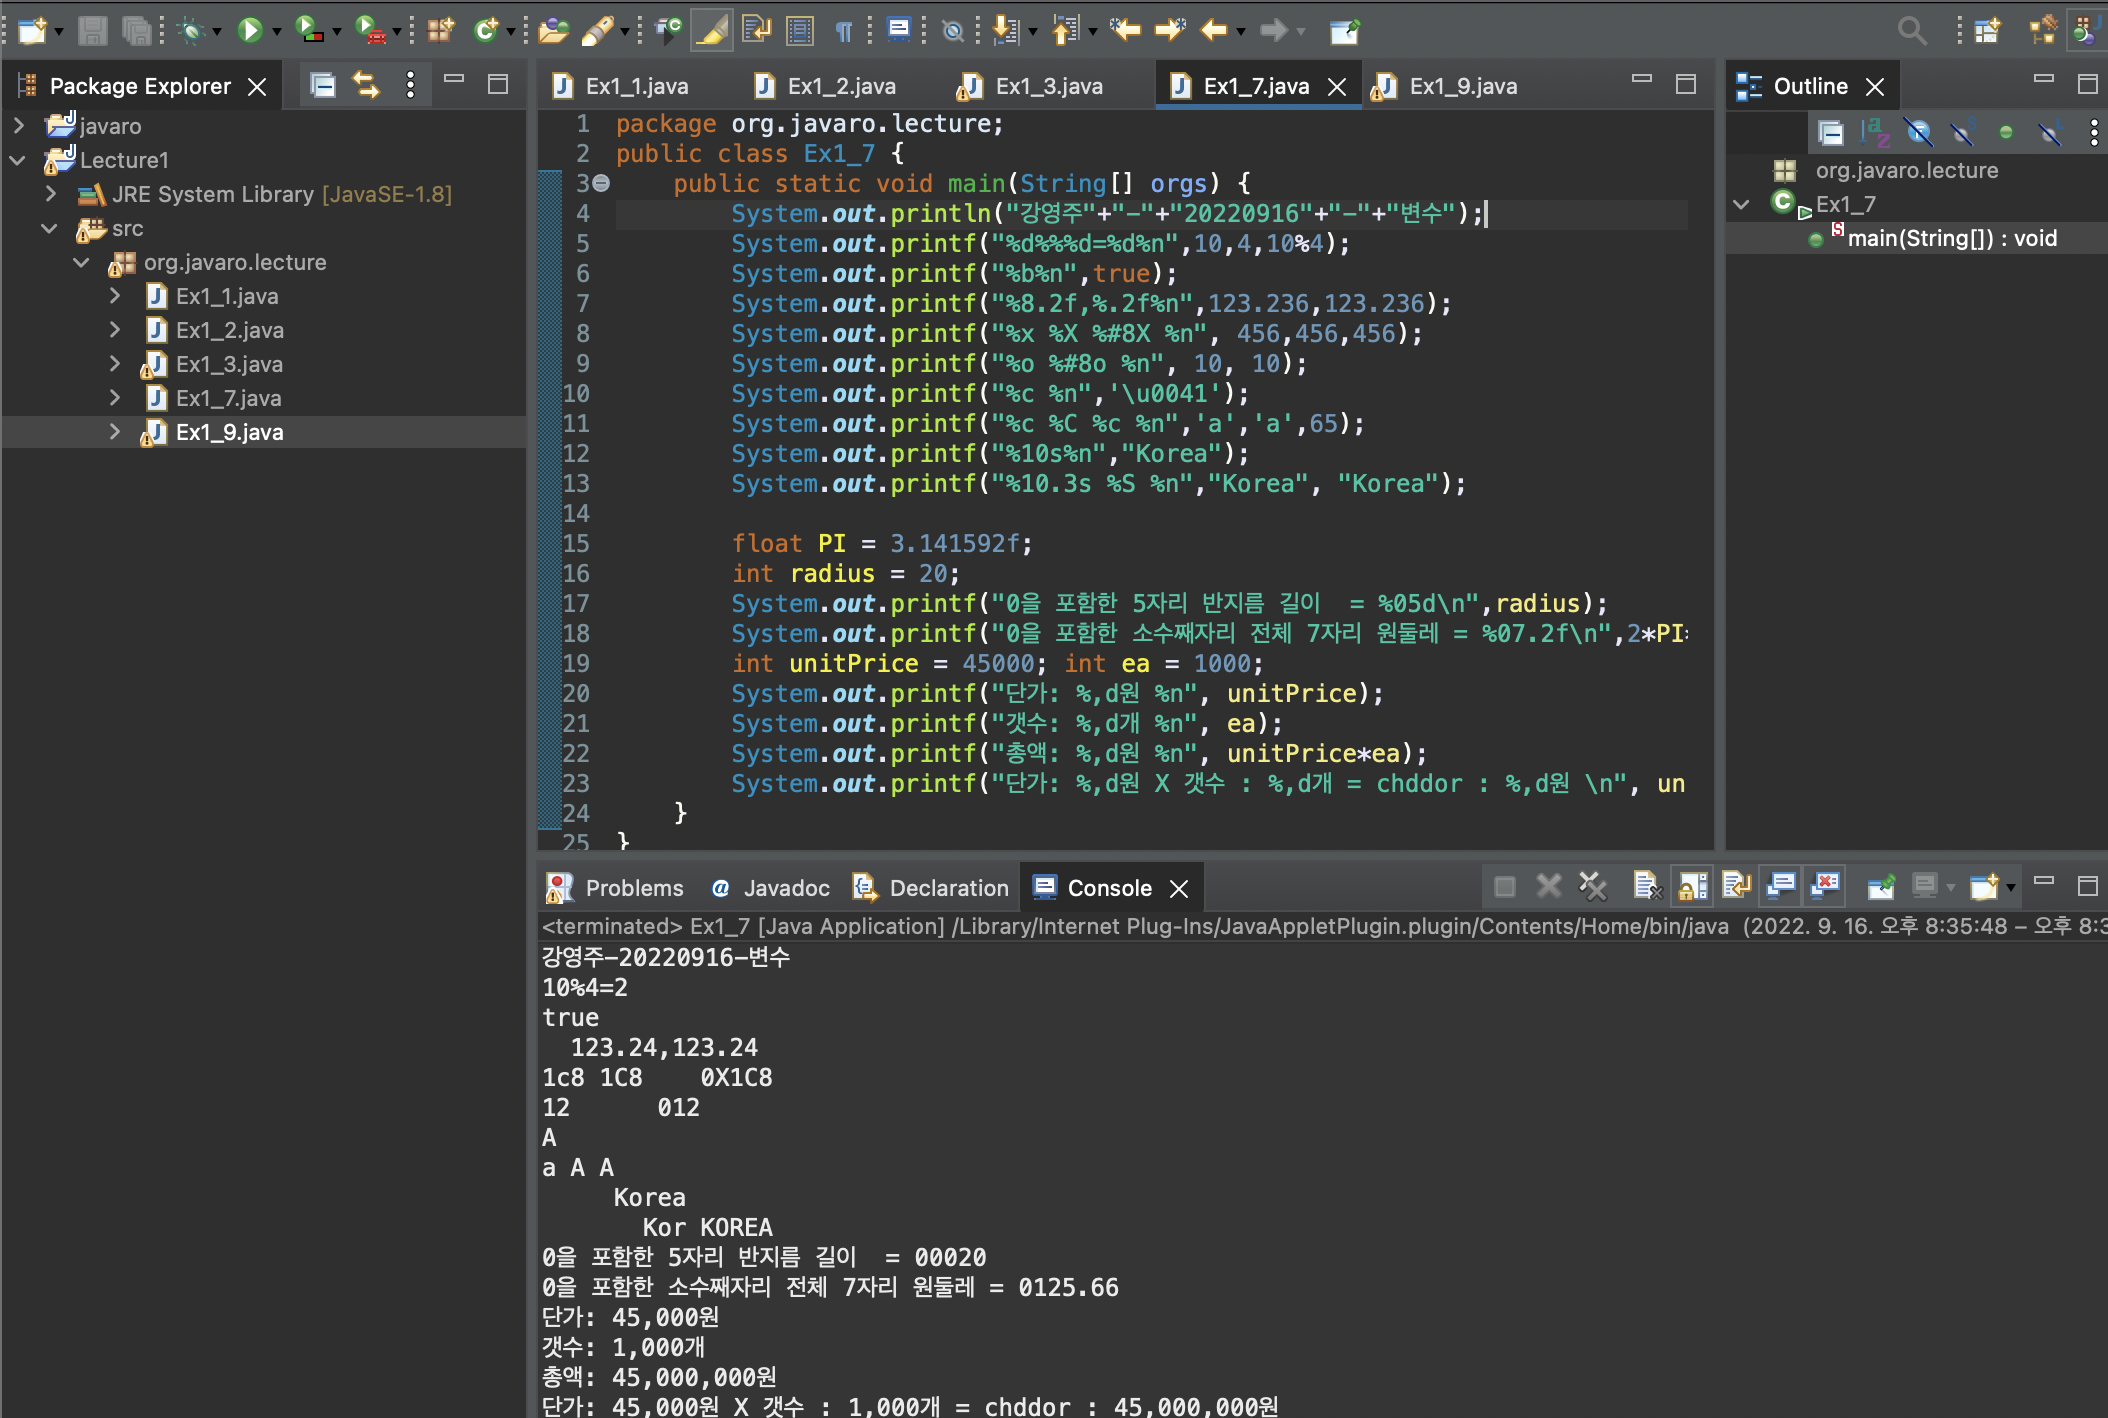 Package Explorer
Ex1_1.java
Ex1_2.java
Ex1_3.java
Ex1_7.java
Ex1_9.java
Outline
javaro
Lecture1
JRE System Library [JavaSE-1.8]
src
org.javaro.lecture
Ex1_1.java
Ex1_2.java
Ex1_3.java
Ex1_7.java
Ex1_9.java
1 package org.javaro.lecture;
2 public class Ex1_7 {
3 public static void main(String[] orgs) {
4 System.out.println("강영주"+"-"+"20220916"+"-"+"변수");
5 System.out.printf("%d%%%d=%d%n",10,4,10%4);
6 System.out.printf("%b%n",true);
7 System.out.printf("%8.2f,%.2f%n",123.236,123.236);
8 System.out.printf("%x %X %#8X %n", 456,456,456);
9 System.out.printf("%o %#8o %n", 10, 10);
10 System.out.printf("%c %n",'\u0041');
11 System.out.printf("%c %C %c %n",'a','a',65);
12 System.out.printf("%10s%n","Korea");
13 System.out.printf("%10.3s %S %n","Korea", "Korea");
14
15 float PI = 3.141592f;
16 int radius = 20;
17 System.out.printf("0을 포함한 5자리 반지름 길이  = %05d\n",radius);
18 System.out.printf("0을 포함한 소수째자리 전체 7자리 원둘레 = %07.2f\n",2*PI*
19 int unitPrice = 45000; int ea = 1000;
20 System.out.printf("단가: %,d원 %n", unitPrice);
21 System.out.printf("갯수: %,d개 %n", ea);
22 System.out.printf("총액: %,d원 %n", unitPrice*ea);
23 System.out.printf("단가: %,d원 X 갯수 : %,d개 = chddor : %,d원 \n", un
24 }
25 }
org.javaro.lecture
Ex1_7
main(String[]) : void
Problems
Javadoc
Declaration
Console
<terminated> Ex1_7 [Java Application] /Library/Internet Plug-Ins/JavaAppletPlugin.plugin/Contents/Home/bin/java (2022. 9. 16. 오후 8:35:48 – 오후 8:3
강영주-20220916-변수
10%4=2
true
  123.24,123.24
1c8 1C8    0X1C8
12      012
A
a A A
     Korea
       Kor KOREA
0을 포함한 5자리 반지름 길이  = 00020
0을 포함한 소수째자리 전체 7자리 원둘레 = 0125.66
단가: 45,000원
갯수: 1,000개
총액: 45,000,000원
단가: 45,000원 X 갯수 : 1,000개 = chddor : 45,000,000원